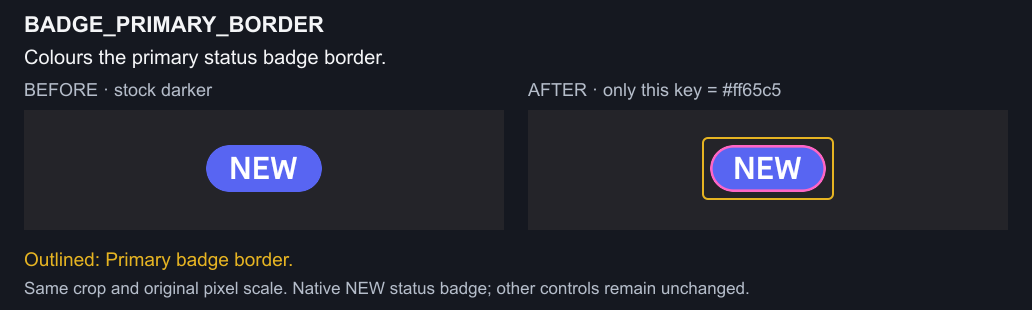 BADGE_PRIMARY_BORDER
Colours the primary status badge border.
BEFORE · stock darker
AFTER · only this key = #ff65c5
NEW
NEW
Outlined: Primary badge border.
Same crop and original pixel scale. Native NEW status badge; other controls remain unchanged.